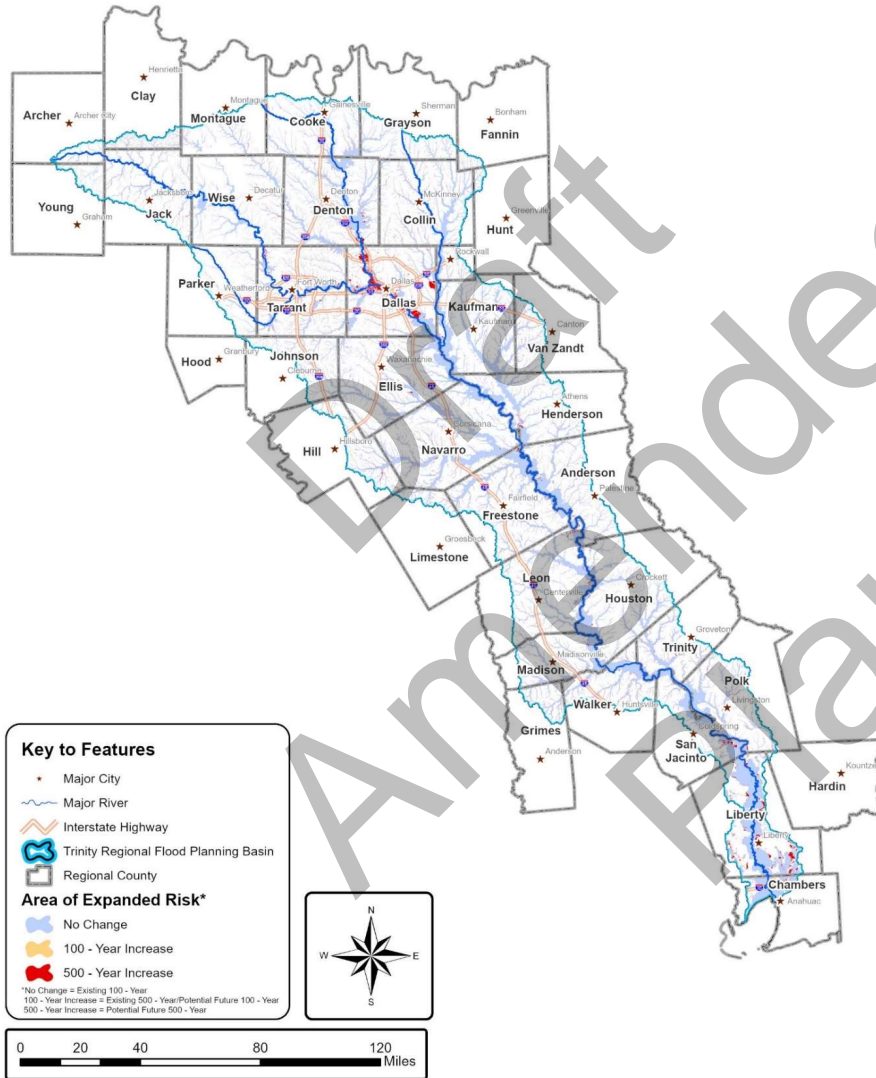 Henrietta
Clay
Archer
Archer City
Montague
Montague
Gainesville
Cooke
Sherman
Grayson
Bonham
Fannin
Young
Graham
Jacksboro
Jack
Wise
Decatur
Denton
Denton
McKinney
Collin
Greenville
Hunt
Parker
Weatherford
Fort Worth
Tarrant
Dallas
Dallas
Rockwall
Kaufman
Kaufman
Canton
Van Zandt
Hood
Granbury
Johnson
Cleburne
Waxahachie
Ellis
Athens
Henderson
Hill
Hillsboro
Corsicana
Navarro
Anderson
Palestine
Fairfield
Freestone
Groesbeck
Limestone
Leon
Centerville
Crockett
Houston
Groveton
Trinity
Madisonville
Madison
Polk
Livingston
Walker
Huntsville
Coldspring
San
Jacinto
Grimes
Anderson
Kountze
Hardin
Liberty
Liberty
Chambers
Anahuac
Draft
Amended
Key to Features
Major City
Major River
Interstate Highway
Trinity Regional Flood Planning Basin
Regional County
Area of Expanded Risk*
No Change
100 - Year Increase
500 - Year Increase
*No Change = Existing 100 - Year
100 - Year Increase = Existing 500 - Year/Potential Future 100 - Year
500 - Year Increase = Potential Future 500 - Year
N
W E
S
0 20 40 80 120
Miles